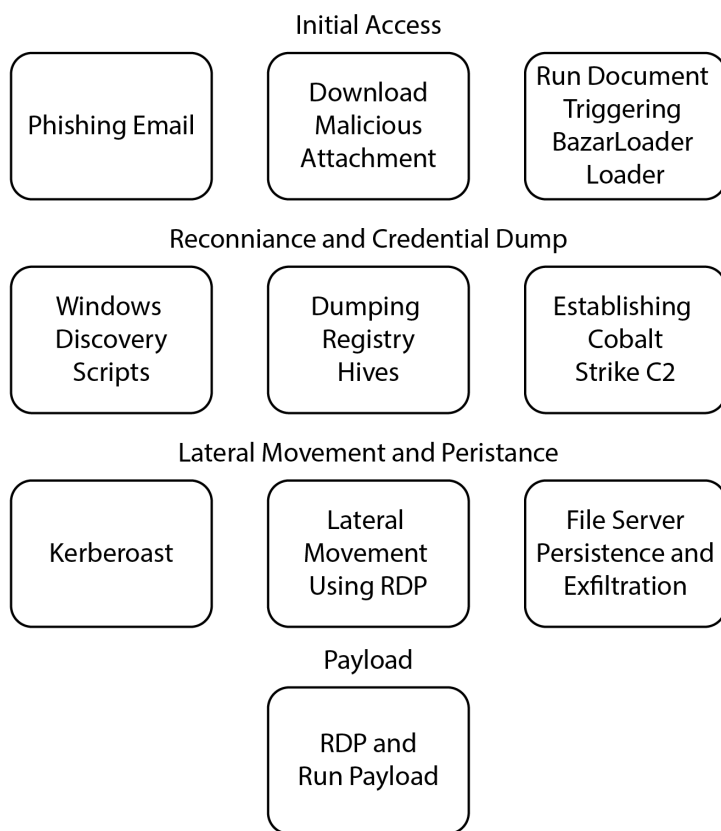 Initial Access
Phishing Email
Download
Malicious
Attachment
Run Document
Triggering
BazarLoader
Loader
Reconniance and Credential Dump
Windows
Discovery
Scripts
Dumping
Registry
Hives
Establishing
Cobalt
Strike C2
Lateral Movement and Peristance
Kerberoast
Lateral
Movement
Using RDP
File Server
Persistence and
Exfiltration
Payload
RDP and
Run Payload